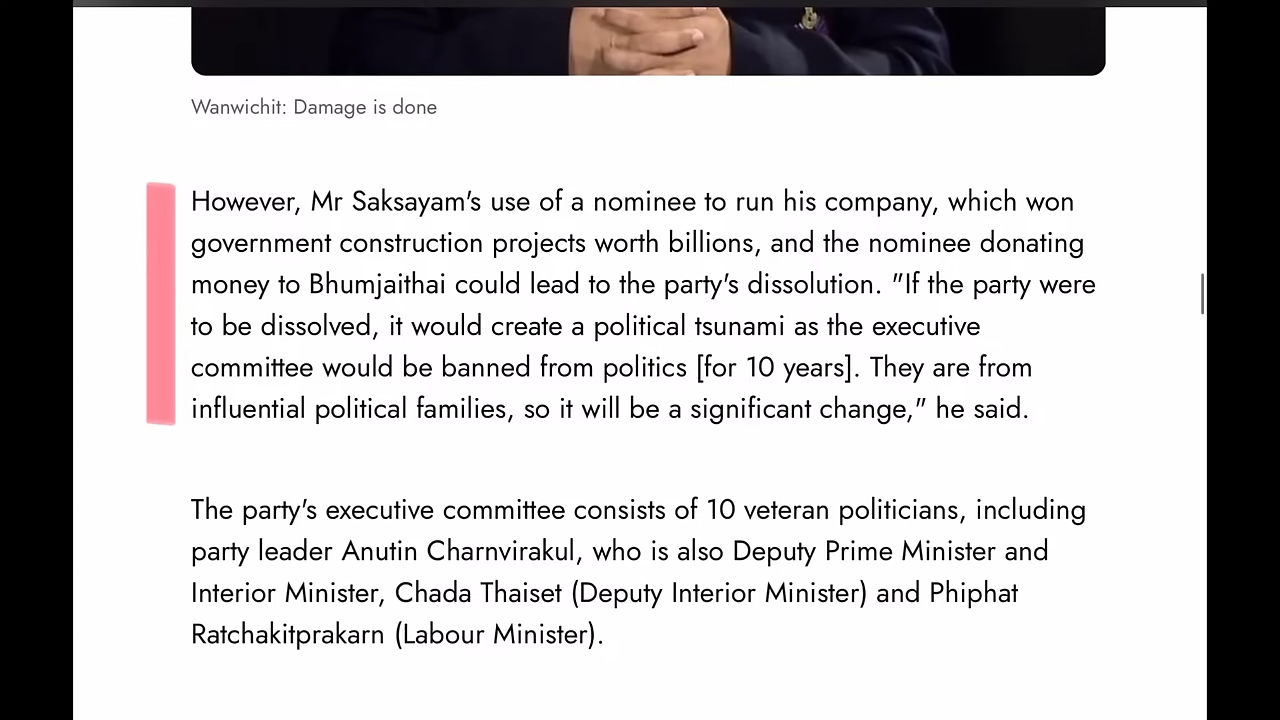 Wanwichit: Damage is done
However, Mr Saksayam's use of a nominee to run his company, which won
government construction projects worth billions, and the nominee donating
money to Bhumjaithai could lead to the party's dissolution. "If the party were
to be dissolved, it would create a political tsunami as the executive
committee would be banned from politics [for 10 years]. They are from
influential political families, so it will be a significant change," he said.
The party's executive committee consists of 10 veteran politicians, including
party leader Anutin Charnvirakul, who is also Deputy Prime Minister and
Interior Minister, Chada Thaiset (Deputy Interior Minister) and Phiphat
Ratchakitprakarn (Labour Minister).